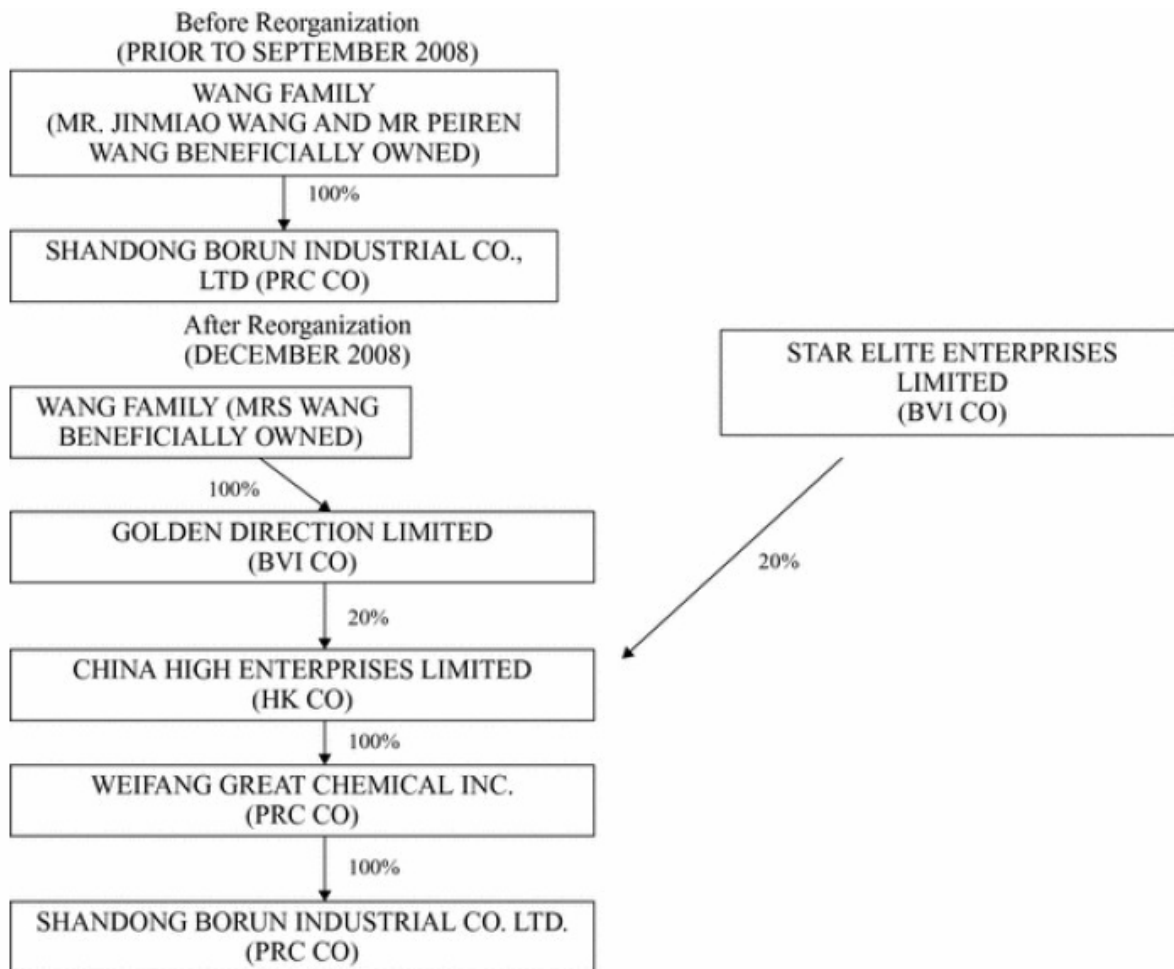 Before Reorganization
(PRIOR TO SEPTEMBER 2008)
WANG FAMILY
(MR. JINMIAO WANG AND MR PEIREN
WANG BENEFICIALLY OWNED)
100%
SHANDONG BORUN INDUSTRIAL CO.,
LTD (PRC CO)
After Reorganization
(DECEMBER 2008)
STAR ELITE ENTERPRISES
LIMITED
(BVI CO)
WANG FAMILY (MRS WANG
BENEFICIALLY OWNED)
100%
GOLDEN DIRECTION LIMITED
(BVI CO)
20%
20%
CHINA HIGH ENTERPRISES LIMITED
(HK CO)
100%
WEIFANG GREAT CHEMICAL INC.
(PRC CO)
100%
SHANDONG BORUN INDUSTRIAL CO. LTD.
(PRC CO)